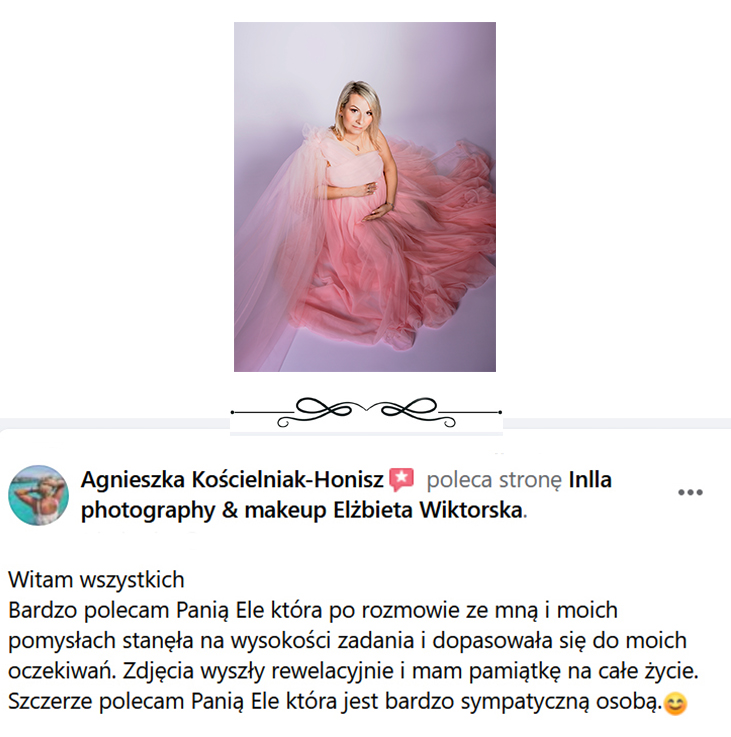 Agnieszka Kościelniak-Honisz poleca stronę Inlla
photography & makeup Elżbieta Wiktorska.
Witam wszystkich
Bardzo polecam Panią Ele która po rozmowie ze mną i moich
pomysłach stanęła na wysokości zadania i dopasowała się do moich
oczekiwań. Zdjęcia wyszły rewelacyjnie i mam pamiątkę na całe życie.
Szczerze polecam Panią Ele która jest bardzo sympatyczną osobą.😊